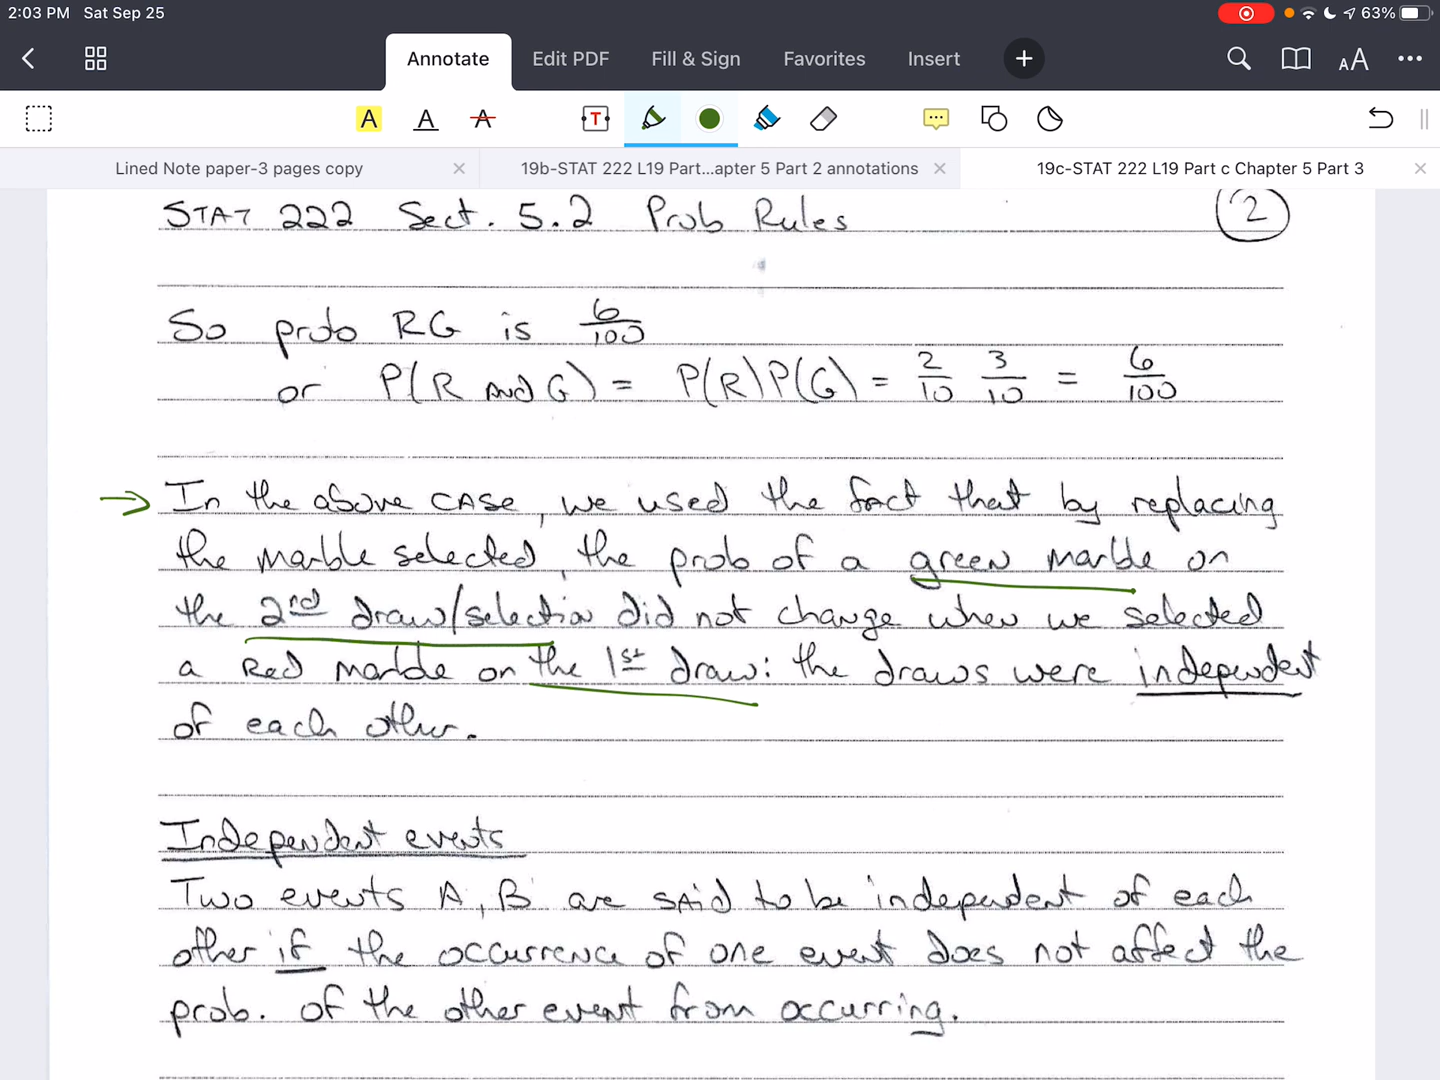 2:03 PM Sat Sep 25
63%
Annotate Edit PDF Fill & Sign Favorites Insert
AA
A A A T
Lined Note paper-3 pages copy
19b-STAT 222 L19 Part...apter 5 Part 2 annotations
19c-STAT 222 L19 Part c Chapter 5 Part 3
STAT 222 Sect. 5.2 Prob Rules 2
So prob RG is 6/100
or P(R and G) = P(R)P(G) = 2/10 3/10 = 6/100
→ In the above case, we used the fact that by replacing
the marble selected, the prob of a green marble on
the 2nd draw/selection did not change when we selected
a Red marble on the 1st draw: the draws were independent
of each other.
Independent events
Two events A, B are said to be independent of each
other if the occurrence of one event does not affect the
prob. of the other event from occurring.